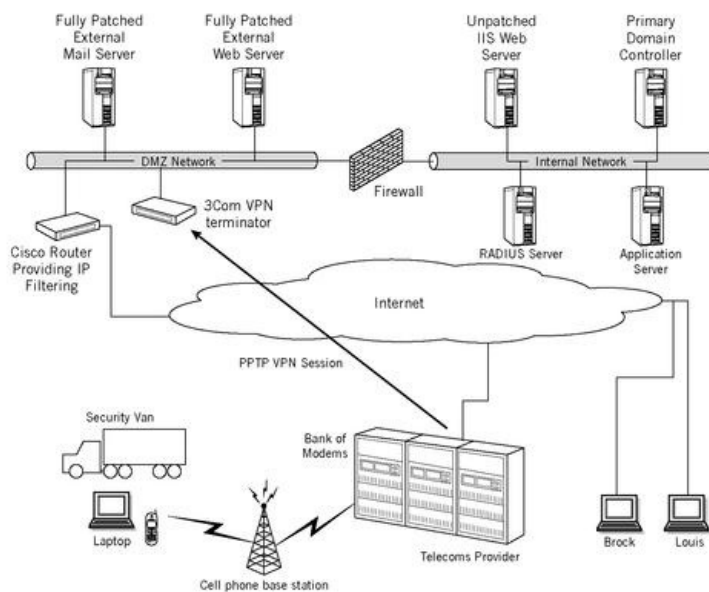 Fully Patched
External
Mail Server
Fully Patched
External
Web Server
Unpatched
IIS Web
Server
Primary
Domain
Controller
DMZ Network
Internal Network
Firewall
3Com VPN
terminator
Cisco Router
Providing IP
Filtering
RADIUS Server
Application
Server
Internet
PPTP VPN Session
Security Van
Bank of
Modems
Laptop
Cell phone base station
Telecoms Provider
Brock
Louis